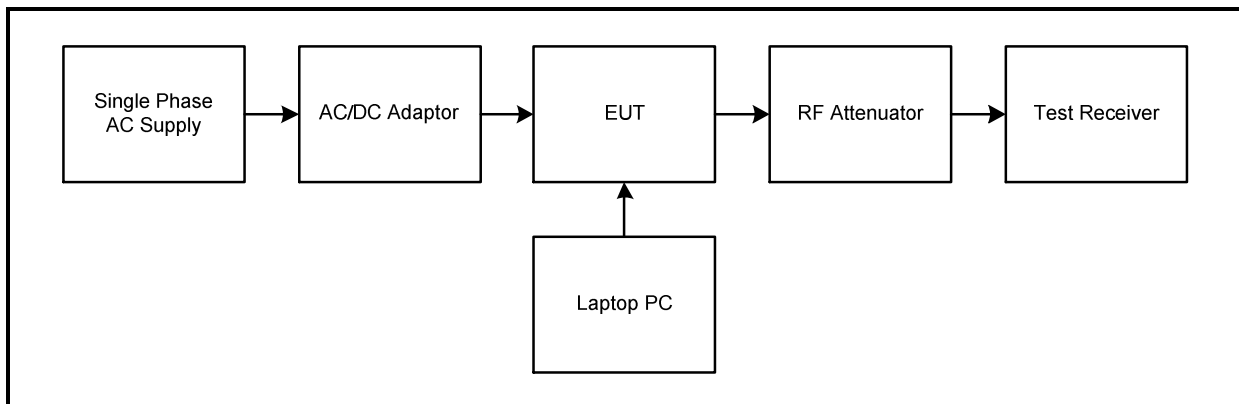 Single Phase
AC Supply
AC/DC Adaptor
EUT
RF Attenuator
Test Receiver
Laptop PC